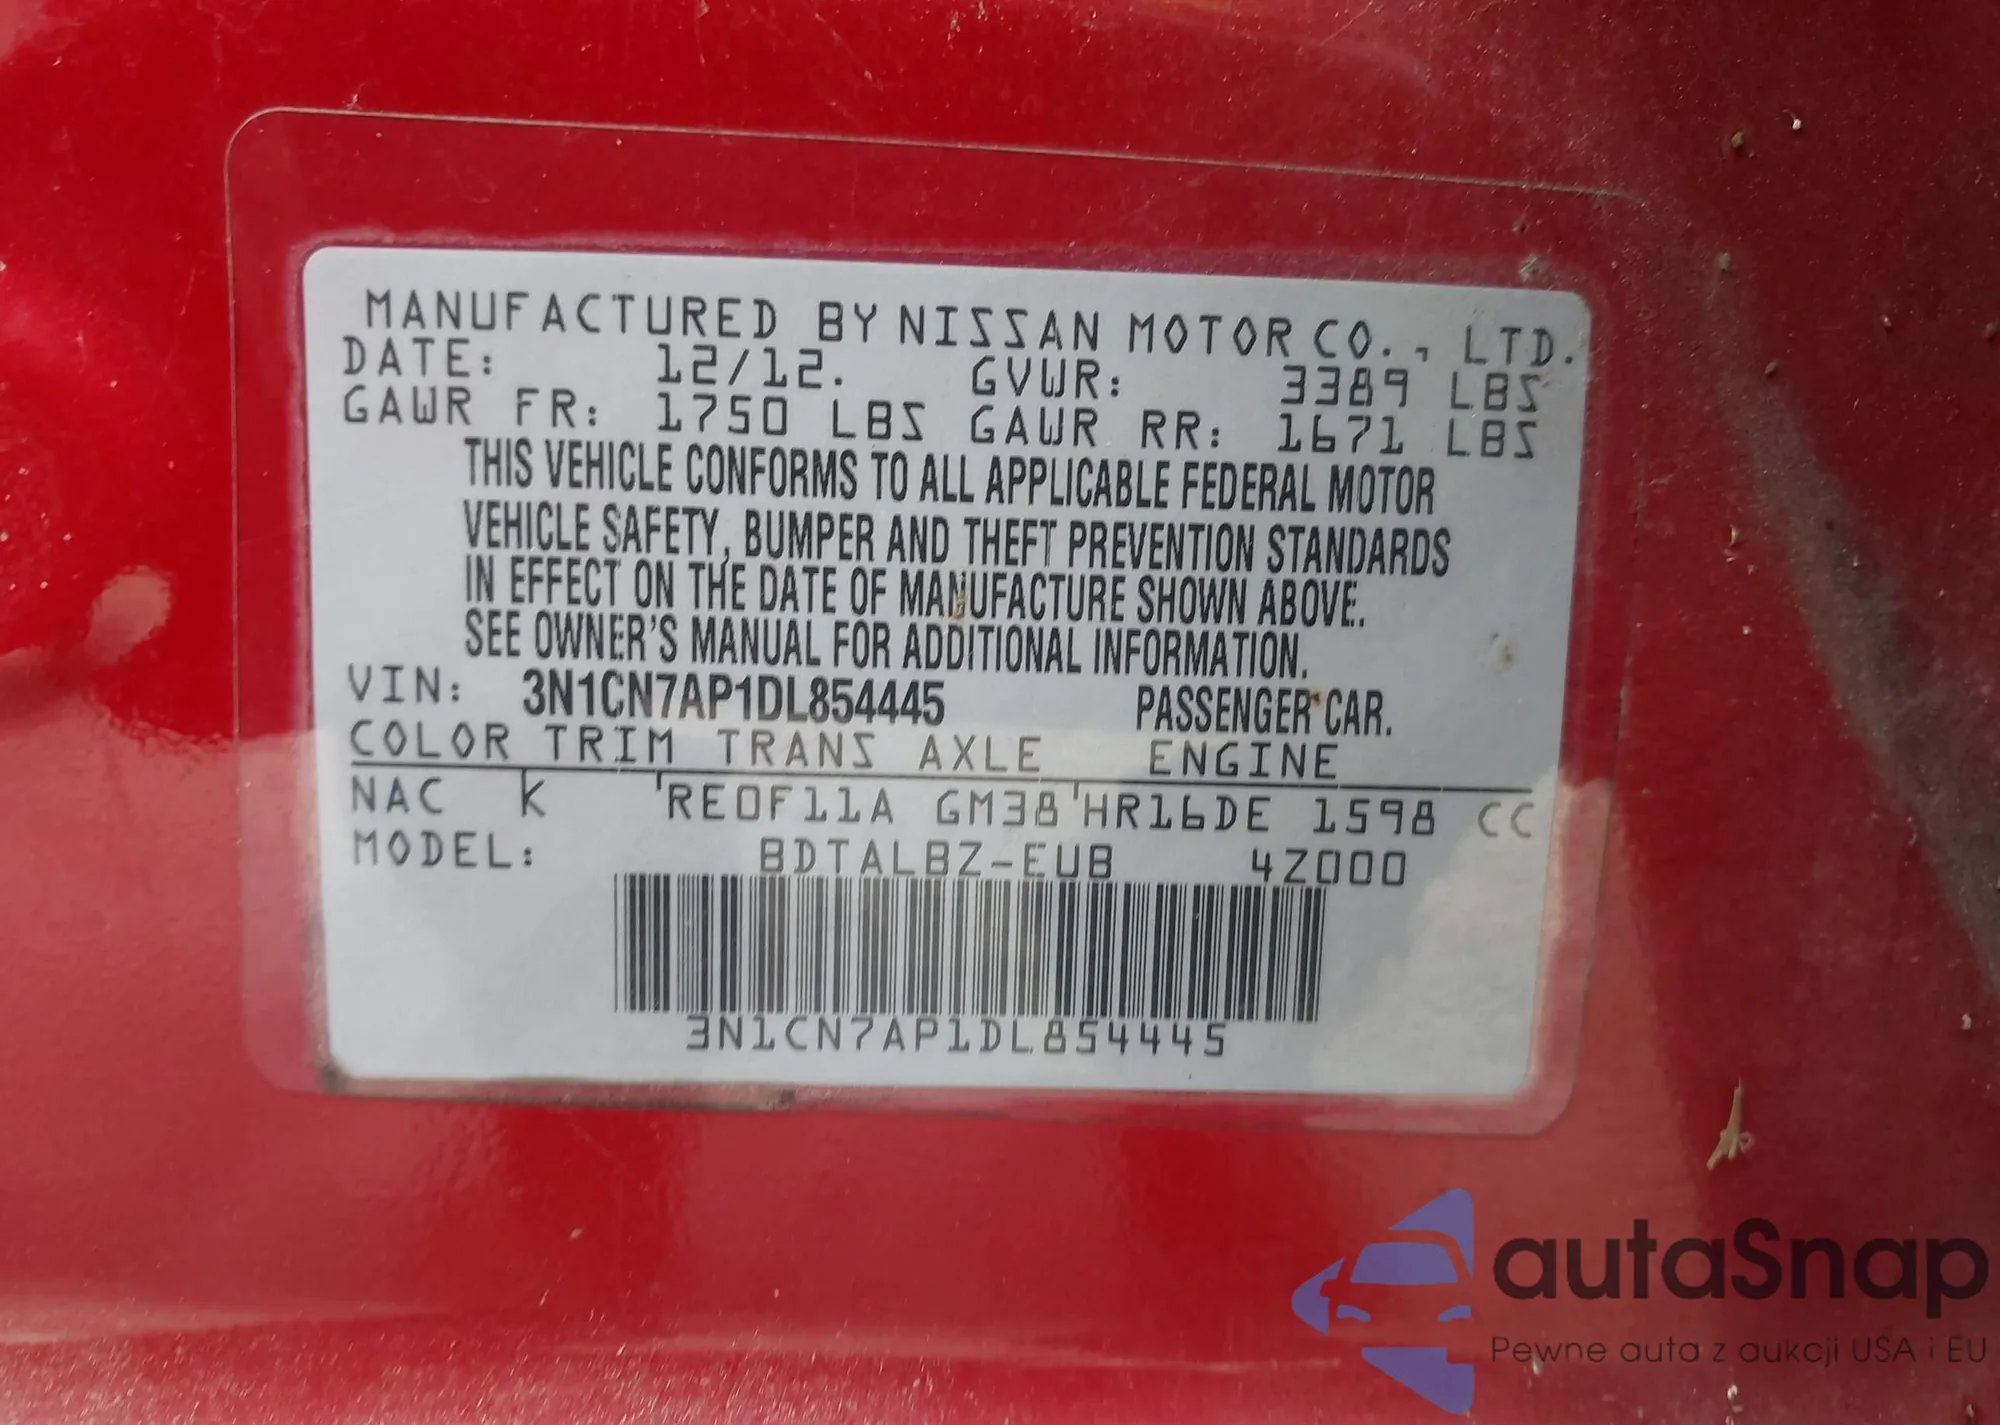 MANUFACTURED BY NISSAN MOTOR CO., LTD.
DATE: 12/12. GVWR: 3389 LBS
GAWR FR: 1750 LBS GAWR RR: 1671 LBS
THIS VEHICLE CONFORMS TO ALL APPLICABLE FEDERAL MOTOR
VEHICLE SAFETY, BUMPER AND THEFT PREVENTION STANDARDS
IN EFFECT ON THE DATE OF MANUFACTURE SHOWN ABOVE.
SEE OWNER'S MANUAL FOR ADDITIONAL INFORMATION.
VIN: 3N1CN7AP1DL854445 PASSENGER CAR.
COLOR TRIM TRANS AXLE ENGINE
NAC K 'RE0F11A GM38'HR16DE 1598 CC
MODEL: BDTALBZ-EUB 4Z000
3N1CN7AP1DL854445
autaSnap
Pewne auta z aukcji USA i EU